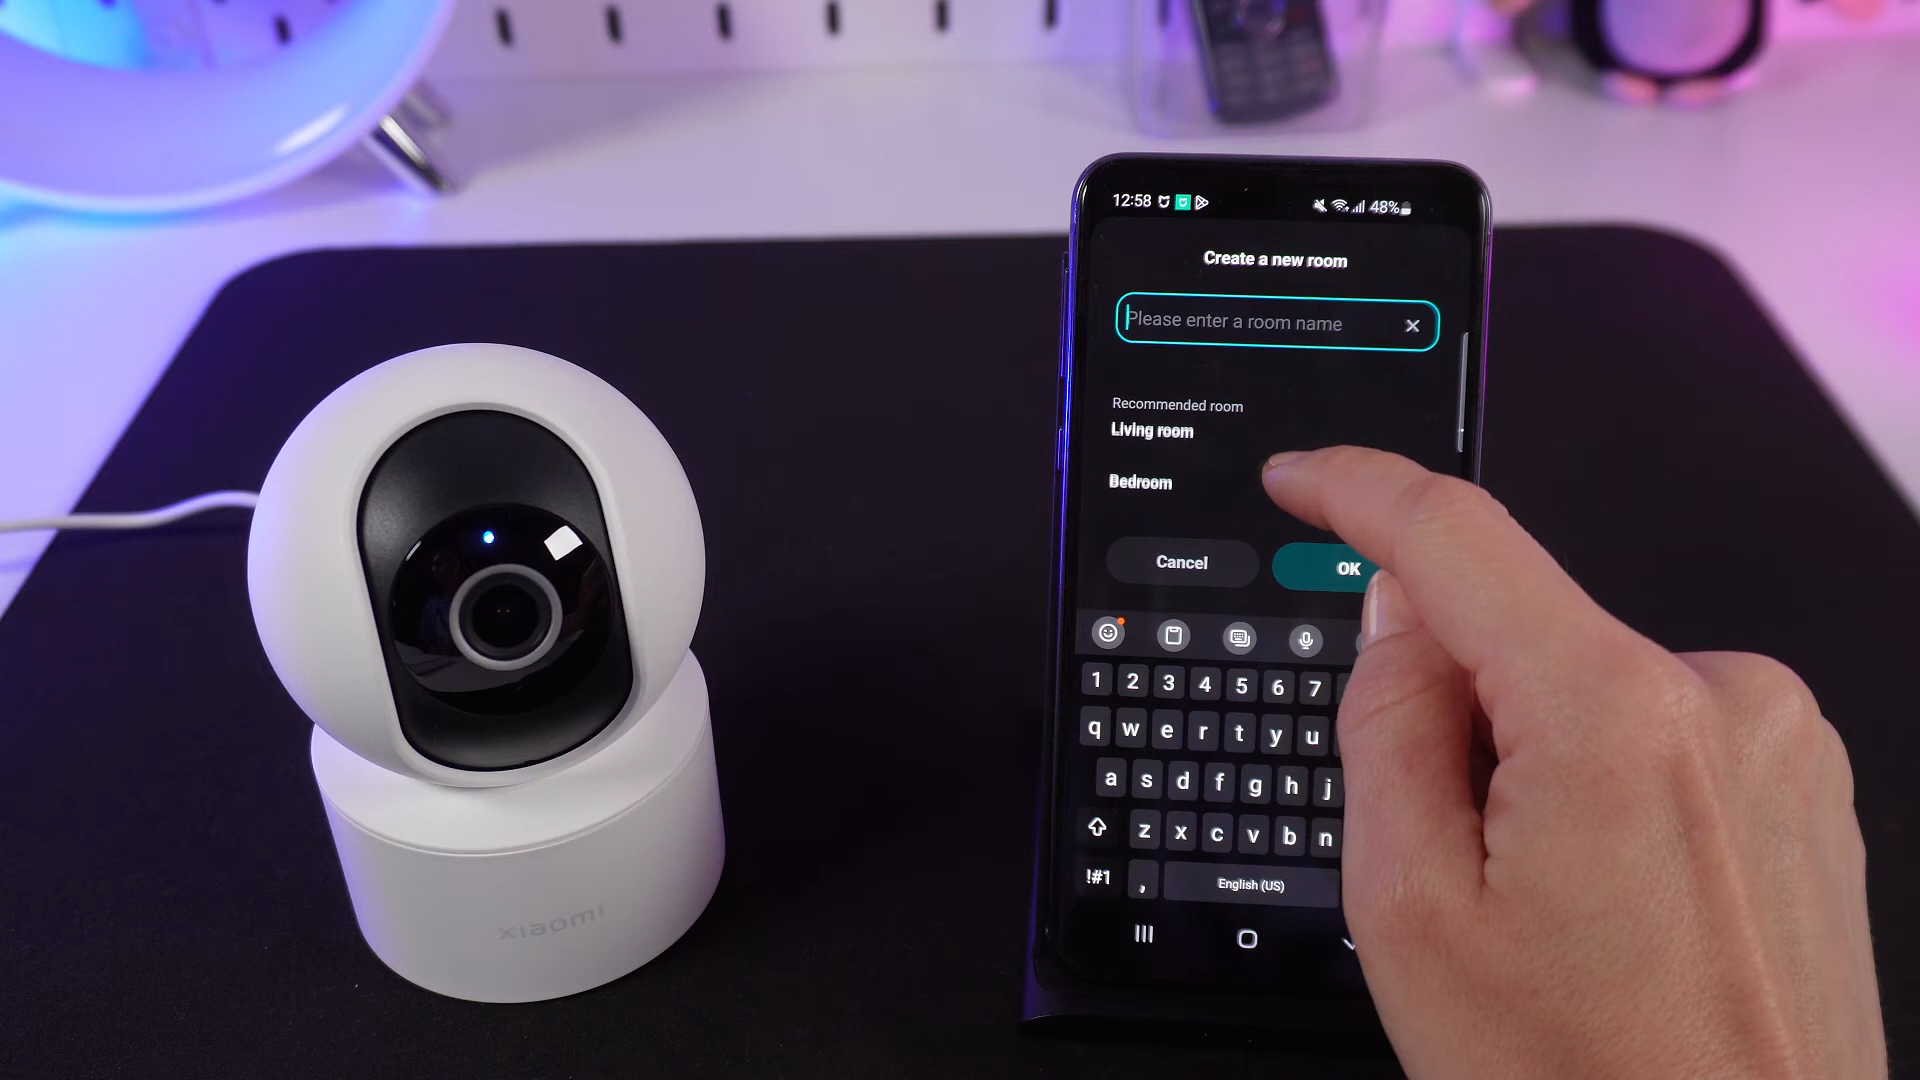 12:58
48%
Create a new room
Please enter a room name
Recommended room
Living room
Bedroom
Cancel
OK
1 2 3 4 5 6 7
q w e r t y u
a s d f g h j
z x c v b n
!#1 , English (US)
xiaomi